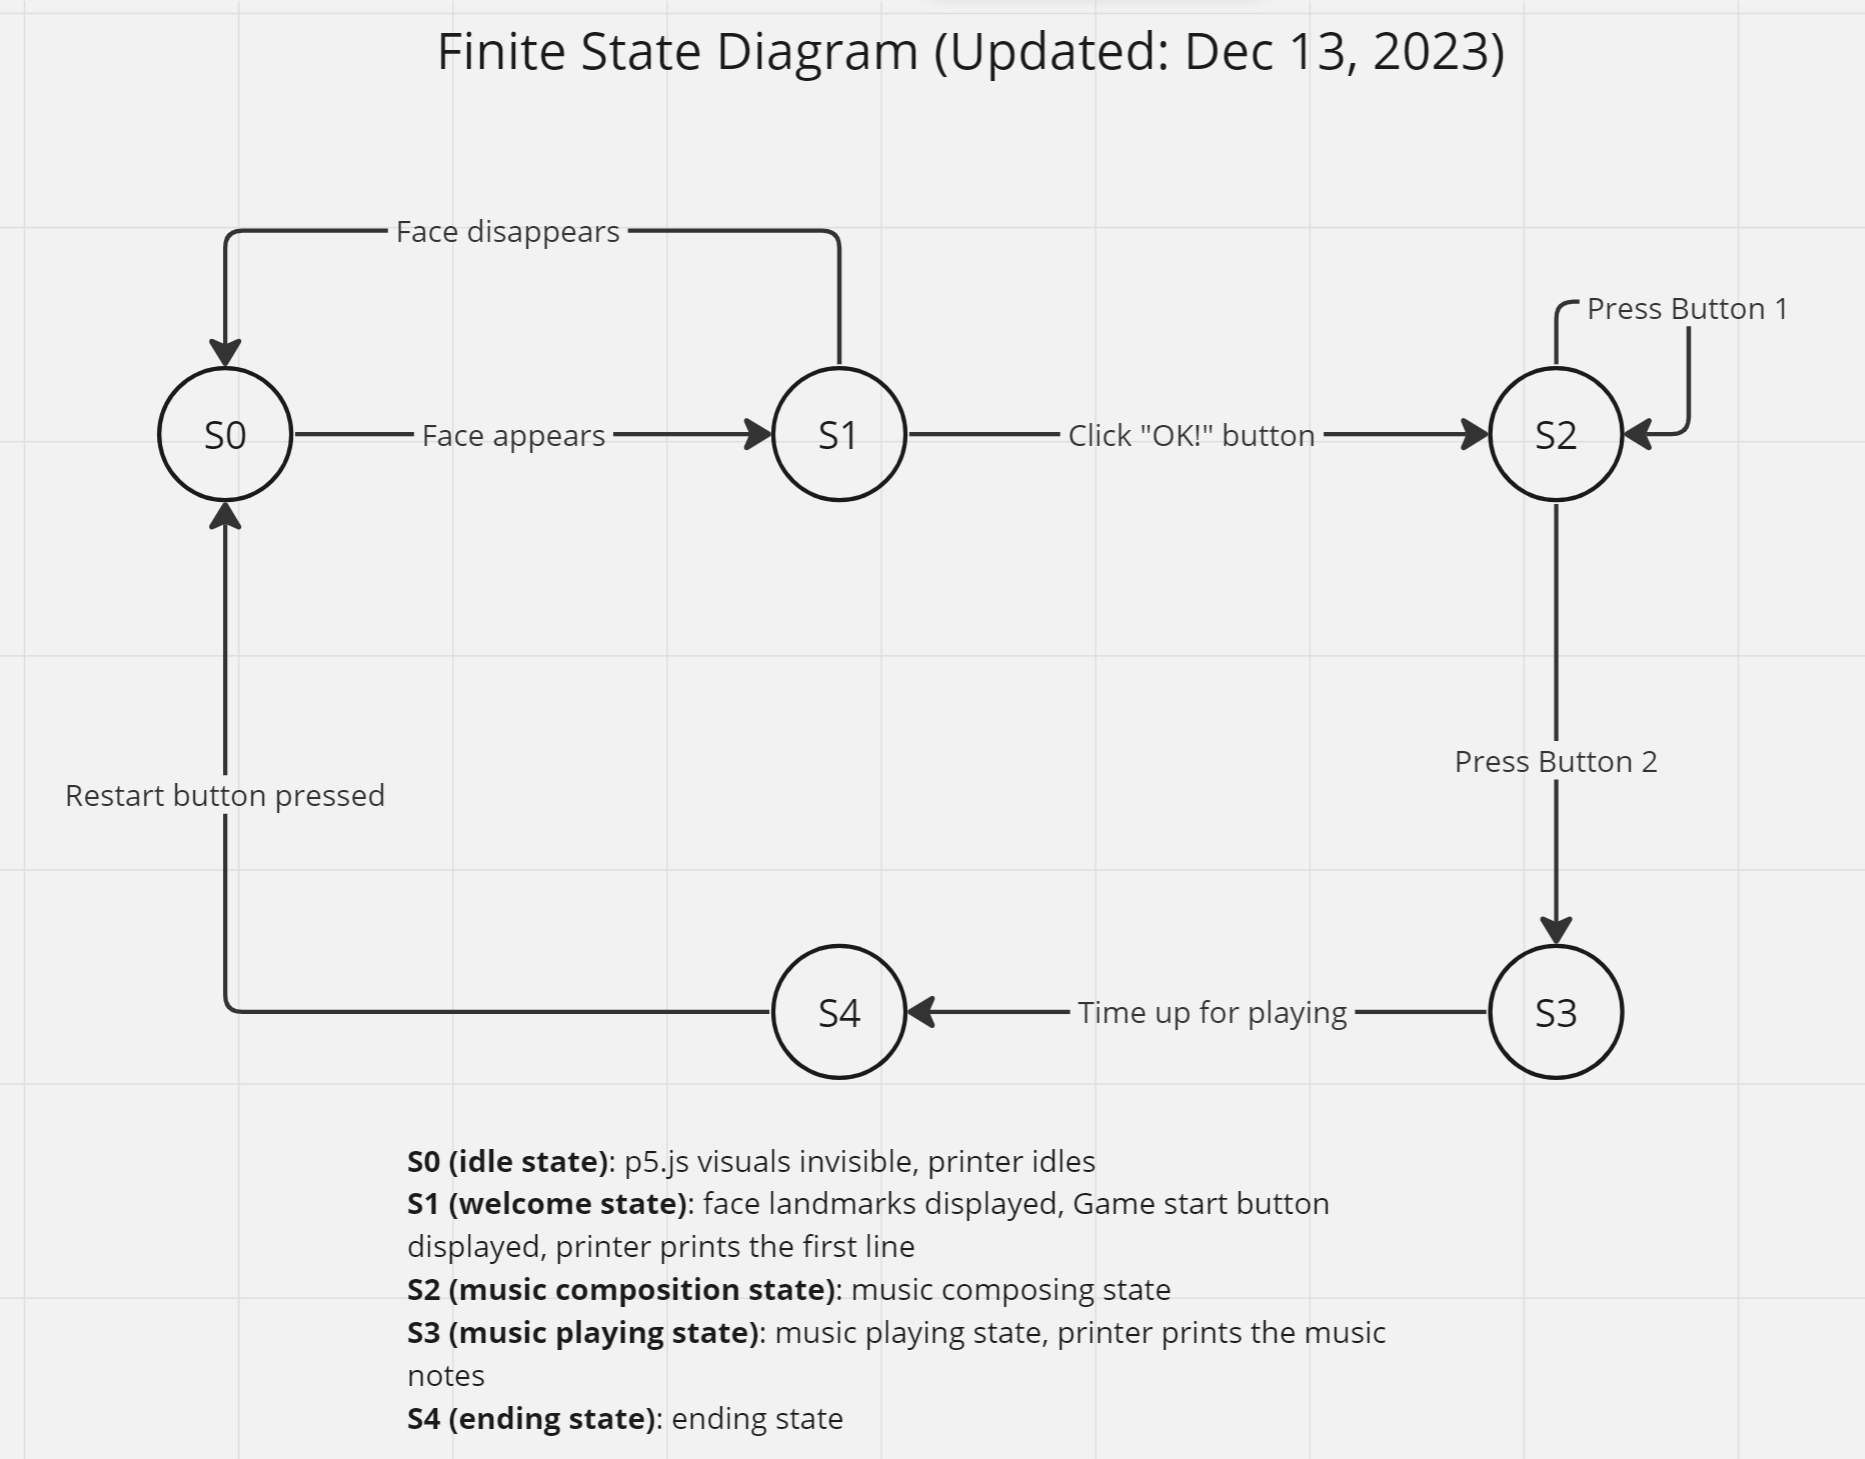 Finite State Diagram (Updated: Dec 13, 2023)
Face disappears
Press Button 1
S0
Face appears
S1
Click "OK!" button
S2
Press Button 2
Restart button pressed
S4
Time up for playing
S3
S0 (idle state): p5.js visuals invisible, printer idles
S1 (welcome state): face landmarks displayed, Game start button
displayed, printer prints the first line
S2 (music composition state): music composing state
S3 (music playing state): music playing state, printer prints the music
notes
S4 (ending state): ending state